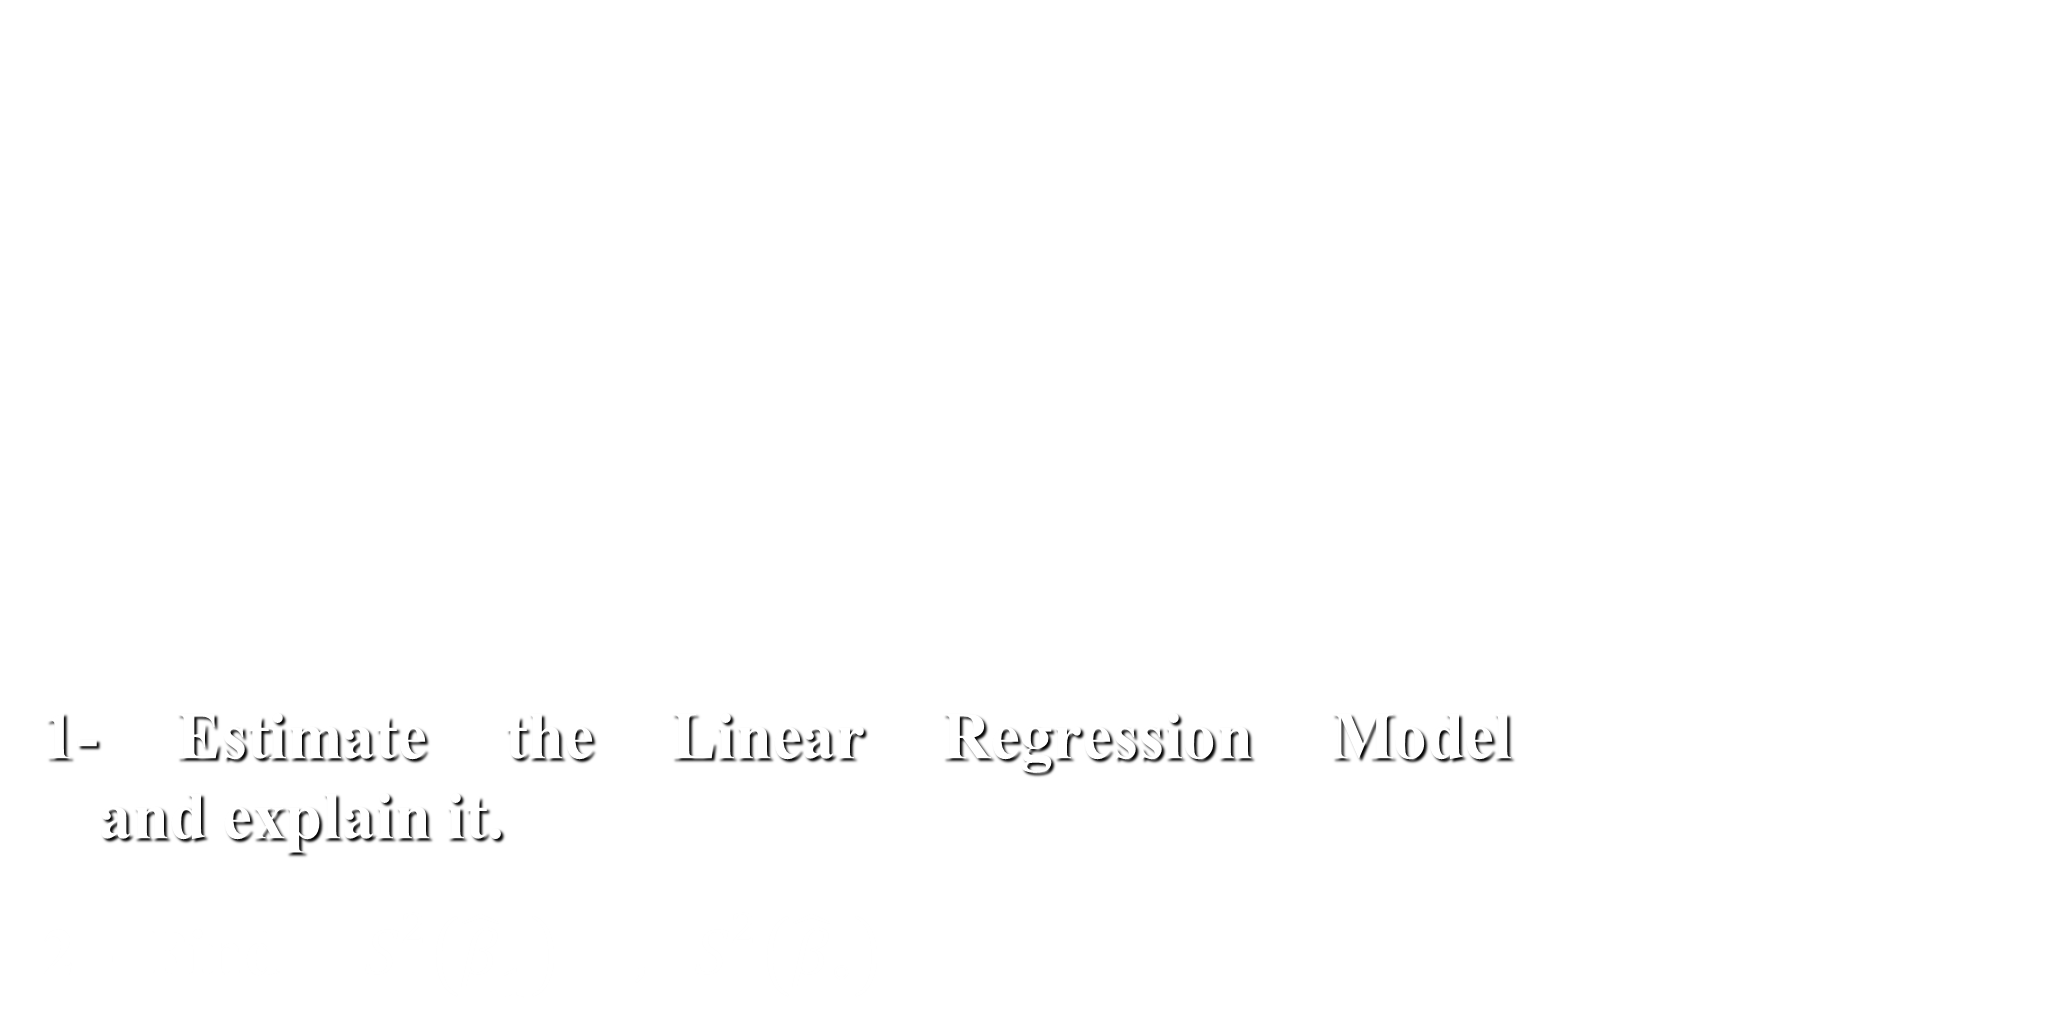 1- Estimate the Linear Regression Model
and explain it.